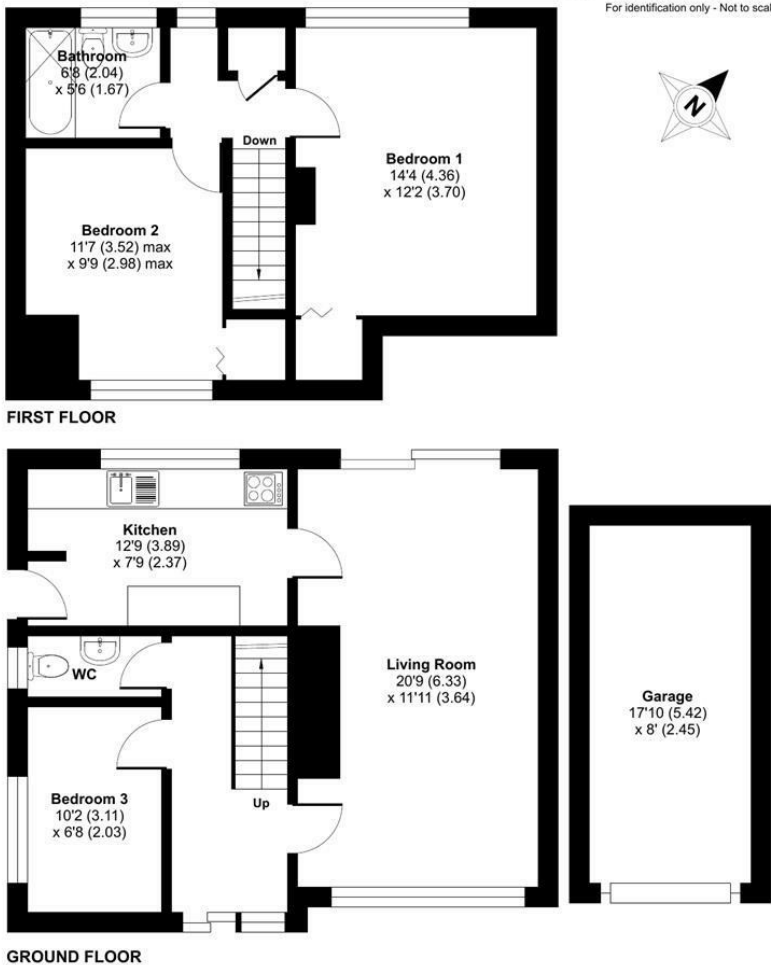 For identification only - Not to scal
N
Bathroom
6'8 (2.04)
x 5'6 (1.67)
Down
Bedroom 1
14'4 (4.36)
x 12'2 (3.70)
Bedroom 2
11'7 (3.52) max
x 9'9 (2.98) max
FIRST FLOOR
Kitchen
12'9 (3.89)
x 7'9 (2.37)
WC
Living Room
20'9 (6.33)
x 11'11 (3.64)
Garage
17'10 (5.42)
x 8' (2.45)
Bedroom 3
10'2 (3.11)
x 6'8 (2.03)
Up
GROUND FLOOR